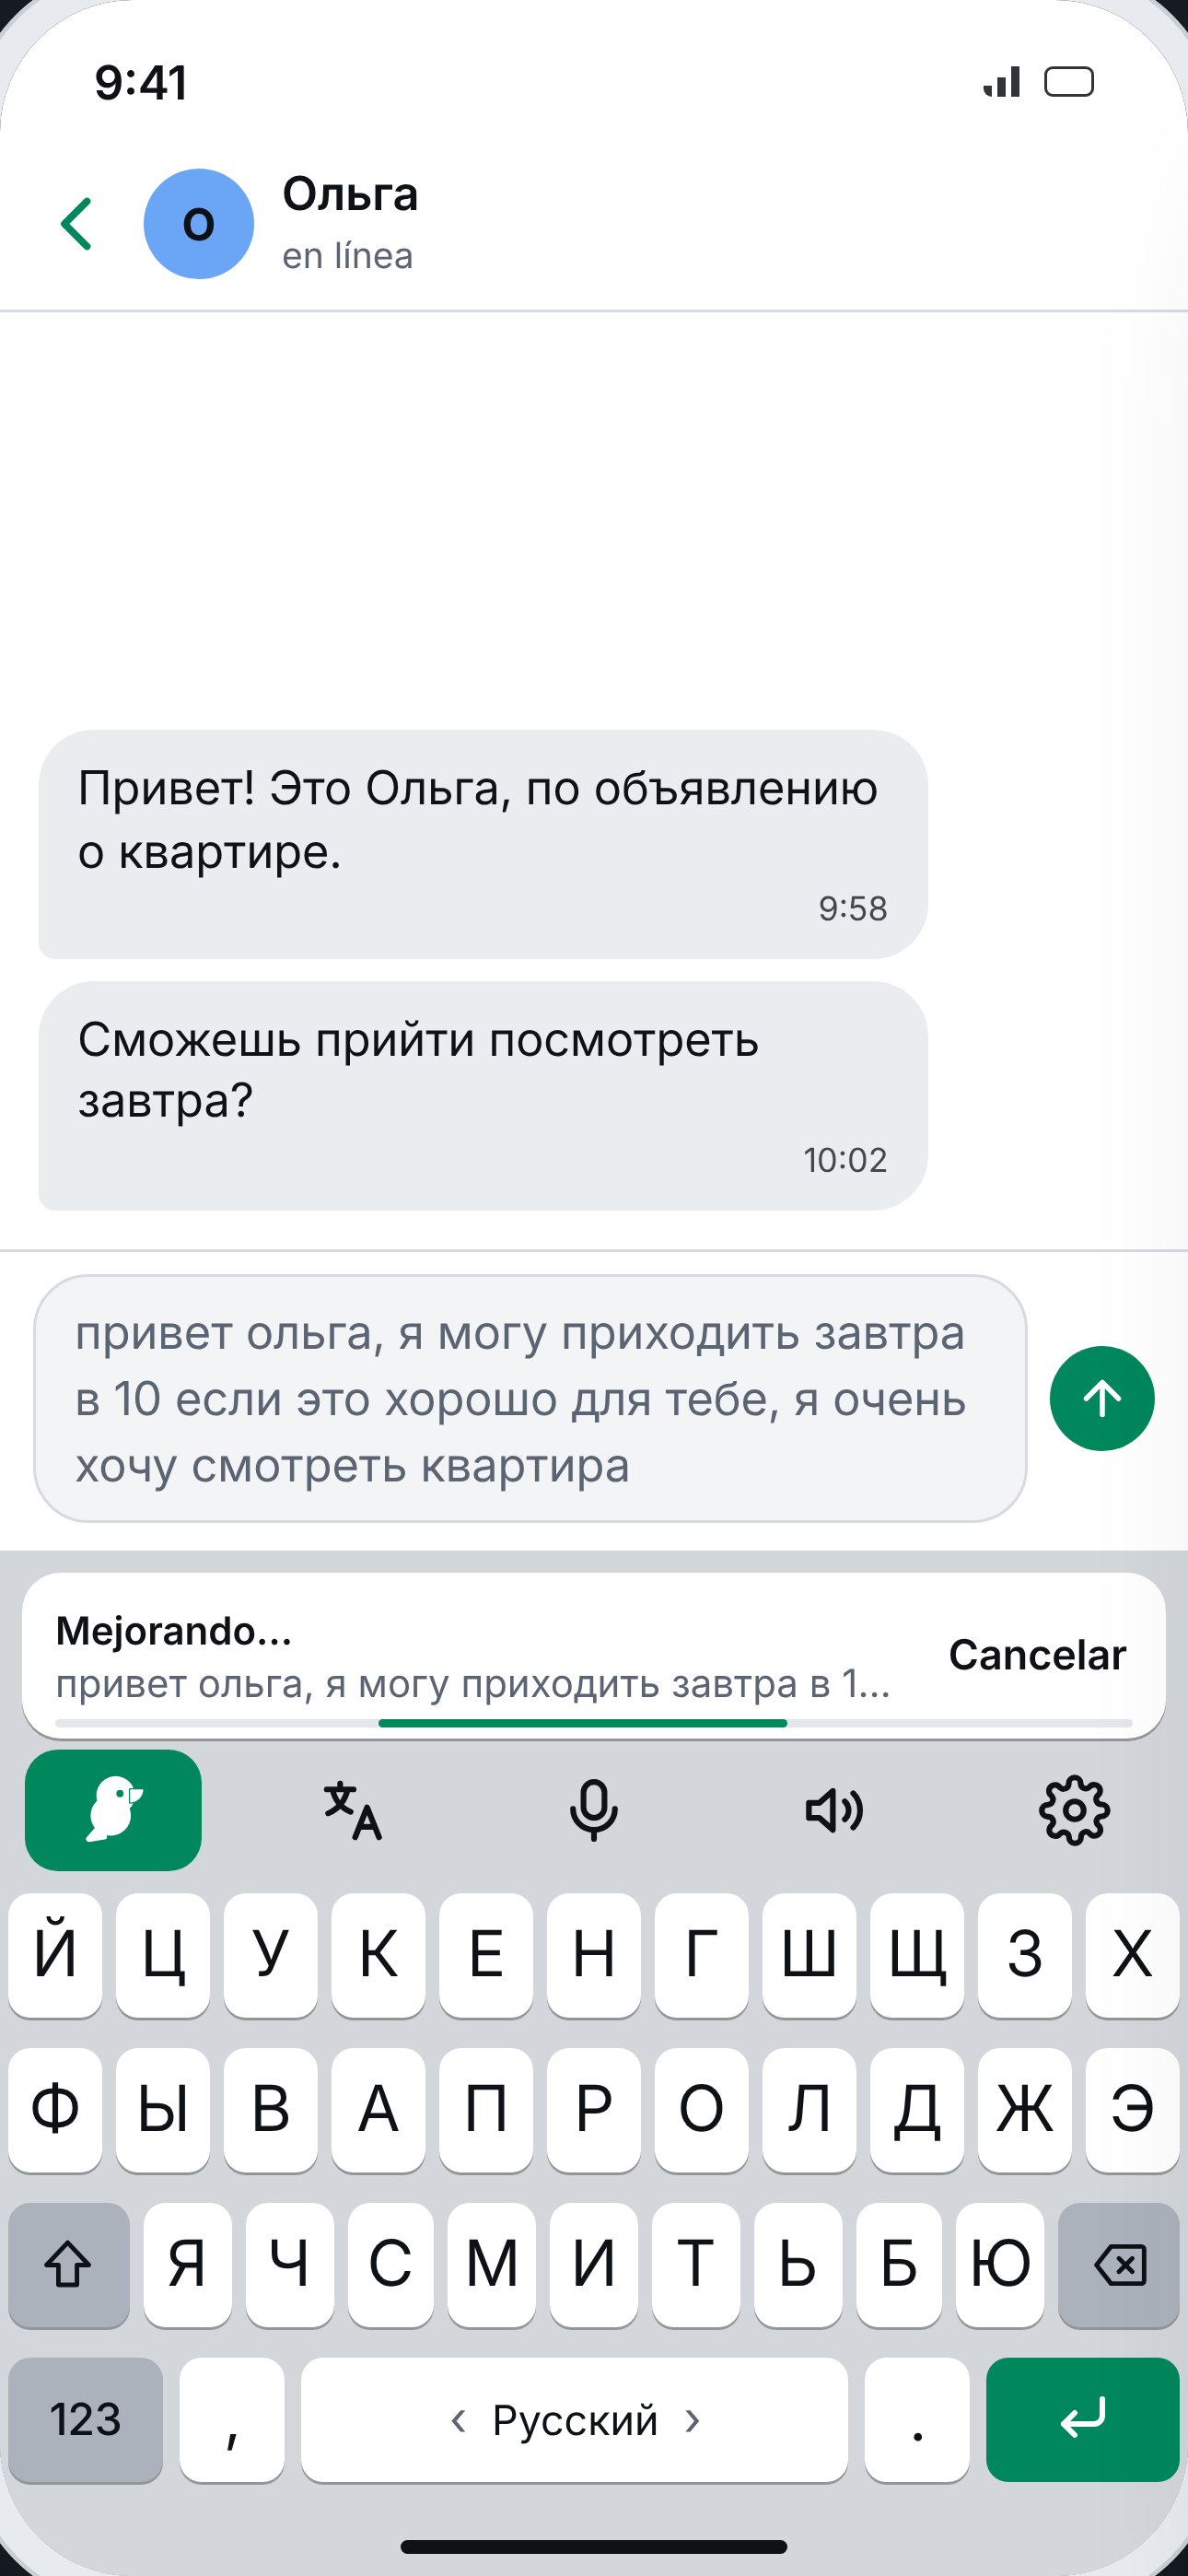 9:41
О
Ольга
en línea
Привет! Это Ольга, по объявлению
о квартире.
9:58
Сможешь прийти посмотреть
завтра?
10:02
привет ольга, я могу приходить завтра
в 10 если это хорошо для тебе, я очень
хочу смотреть квартира
Mejorando...
привет ольга, я могу приходить завтра в 1...
Cancelar
Й Ц У К Е Н Г Ш Щ З Х
Ф Ы В А П Р О Л Д Ж Э
Я Ч С М И Т Ь Б Ю
123 , ‹ Русский › .